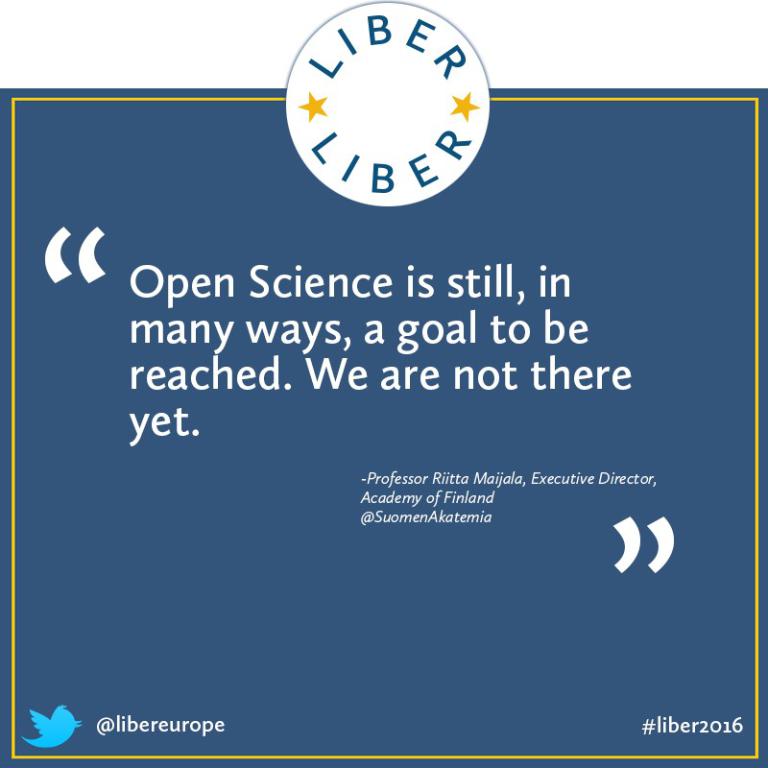 LIBER
LIBER
“ Open Science is still, in
many ways, a goal to be
reached. We are not there
yet.
-Professor Riitta Maijala, Executive Director,
Academy of Finland
@SuomenAkatemia
”
@libereurope #liber2016